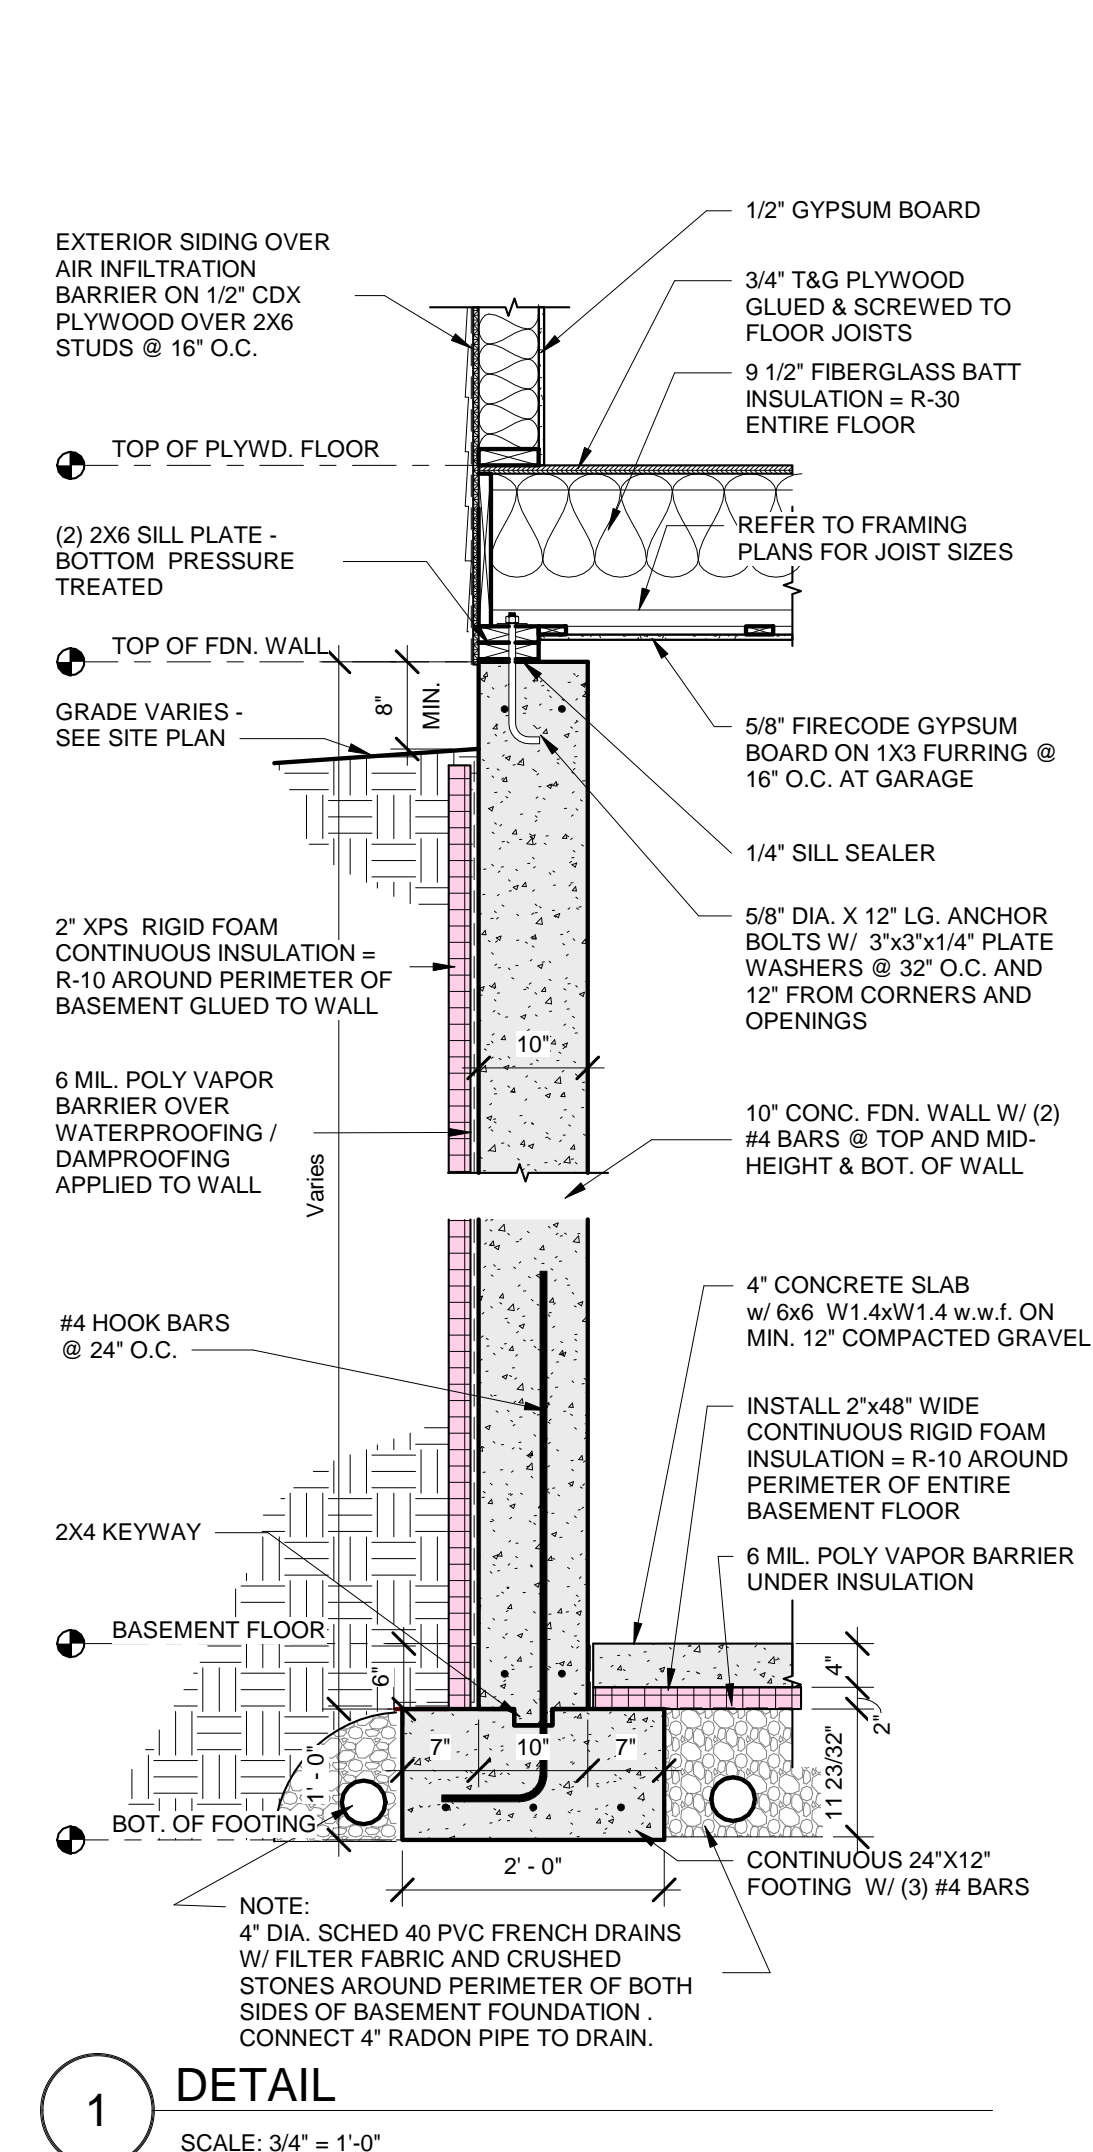 1/2" GYPSUM BOARD
EXTERIOR SIDING OVER
AIR INFILTRATION
BARRIER ON 1/2" CDX
PLYWOOD OVER 2X6
STUDS @ 16" O.C.
3/4" T&G PLYWOOD
GLUED & SCREWED TO
FLOOR JOISTS
9 1/2" FIBERGLASS BATT
INSULATION = R-30
ENTIRE FLOOR
TOP OF PLYWD. FLOOR
(2) 2X6 SILL PLATE -
BOTTOM PRESSURE
TREATED
REFER TO FRAMING
PLANS FOR JOIST SIZES
TOP OF FDN. WALL
8"
MIN.
GRADE VARIES -
SEE SITE PLAN
5/8" FIRECODE GYPSUM
BOARD ON 1X3 FURRING @
16" O.C. AT GARAGE
1/4" SILL SEALER
2" XPS RIGID FOAM
CONTINUOUS INSULATION =
R-10 AROUND PERIMETER OF
BASEMENT GLUED TO WALL
5/8" DIA. X 12" LG. ANCHOR
BOLTS W/ 3"x3"x1/4" PLATE
WASHERS @ 32" O.C. AND
12" FROM CORNERS AND
OPENINGS
10"
6 MIL. POLY VAPOR
BARRIER OVER
WATERPROOFING /
DAMPROOFING
APPLIED TO WALL
Varies
10" CONC. FDN. WALL W/ (2)
#4 BARS @ TOP AND MID-
HEIGHT & BOT. OF WALL
#4 HOOK BARS
@ 24" O.C.
4" CONCRETE SLAB
w/ 6x6 W1.4xW1.4 w.w.f. ON
MIN. 12" COMPACTED GRAVEL
INSTALL 2"x48" WIDE
CONTINUOUS RIGID FOAM
INSULATION = R-10 AROUND
PERIMETER OF ENTIRE
BASEMENT FLOOR
2X4 KEYWAY
6 MIL. POLY VAPOR BARRIER
UNDER INSULATION
BASEMENT FLOOR
6"
4"
2"
7"
10"
7"
1' - 0"
11 23/32"
BOT. OF FOOTING
2' - 0"
CONTINUOUS 24"X12"
FOOTING W/ (3) #4 BARS
NOTE:
4" DIA. SCHED 40 PVC FRENCH DRAINS
W/ FILTER FABRIC AND CRUSHED
STONES AROUND PERIMETER OF BOTH
SIDES OF BASEMENT FOUNDATION .
CONNECT 4" RADON PIPE TO DRAIN.
1
DETAIL
SCALE: 3/4" = 1'-0"